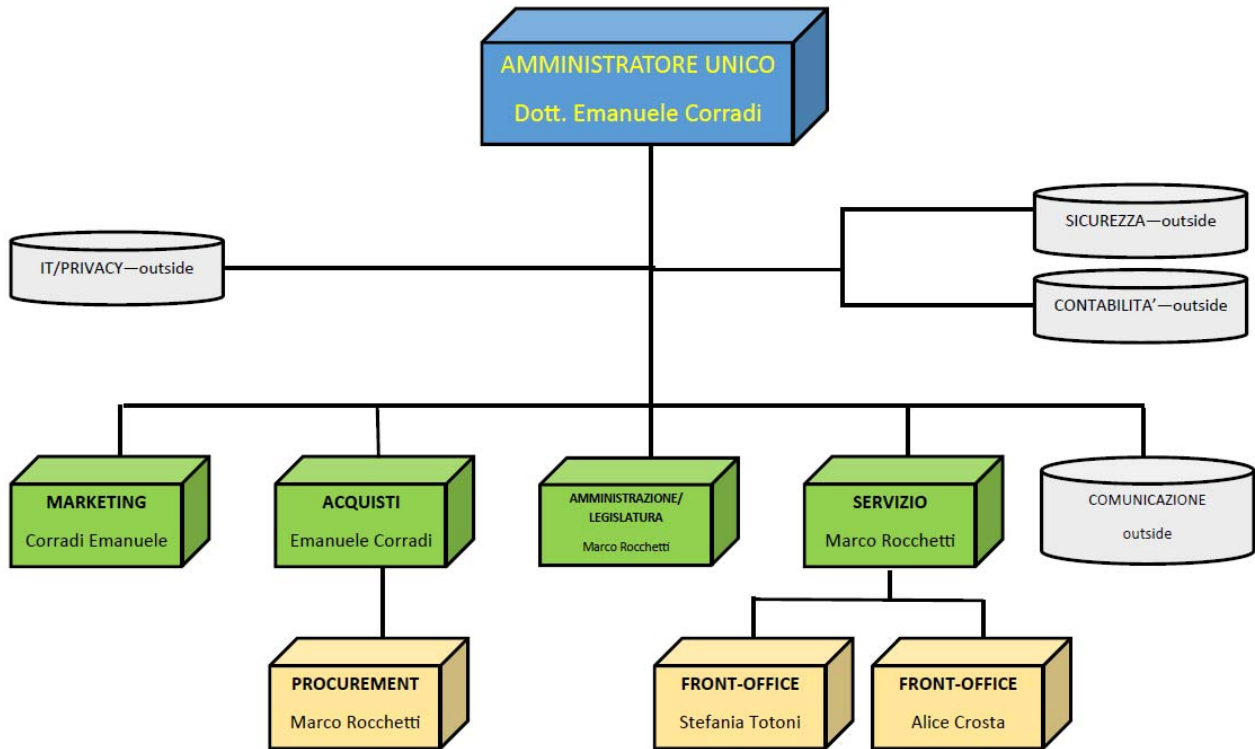 AMMINISTRATORE UNICO
Dott. Emanuele Corradi
SICUREZZA—outside
IT/PRIVACY—outside
CONTABILITA’—outside
MARKETING
Corradi Emanuele
ACQUISTI
Emanuele Corradi
AMMINISTRAZIONE/
LEGISLATURA
Marco Rocchetti
SERVIZIO
Marco Rocchetti
COMUNICAZIONE
outside
PROCUREMENT
Marco Rocchetti
FRONT-OFFICE
Stefania Totoni
FRONT-OFFICE
Alice Crosta